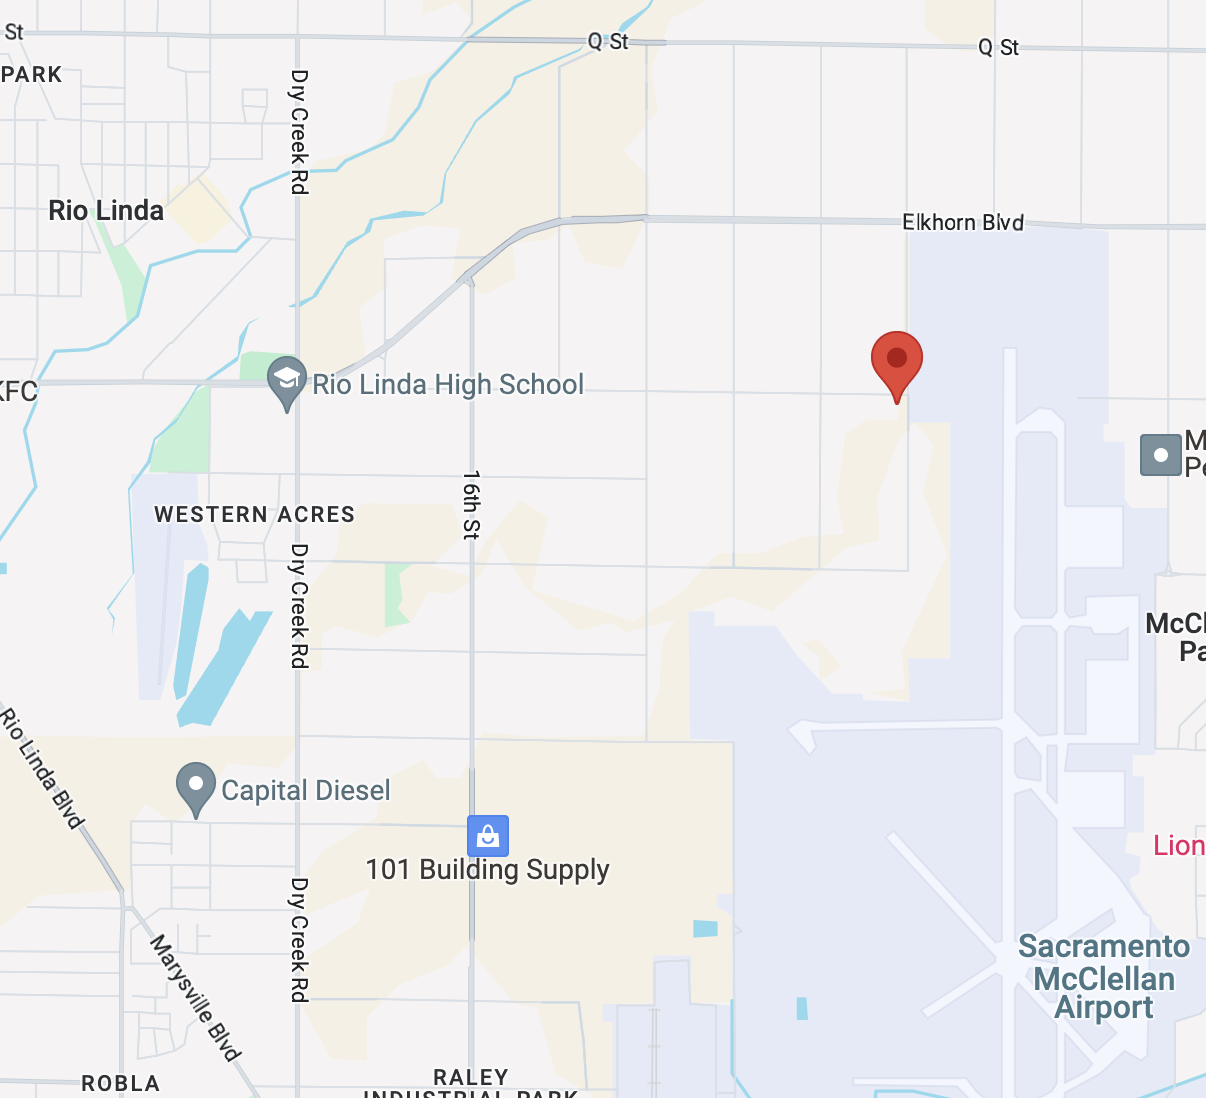 St
Q St
Q St
PARK
Dry Creek Rd
Rio Linda
Elkhorn Blvd
KFC
Rio Linda High School
M
Pe
16th St
WESTERN ACRES
Dry Creek Rd
McCl
Pa
Rio Linda Blvd
Capital Diesel
101 Building Supply
Lion
Dry Creek Rd
Marysville Blvd
Sacramento
McClellan
Airport
ROBLA
RALEY
INDUSTRIAL PARK